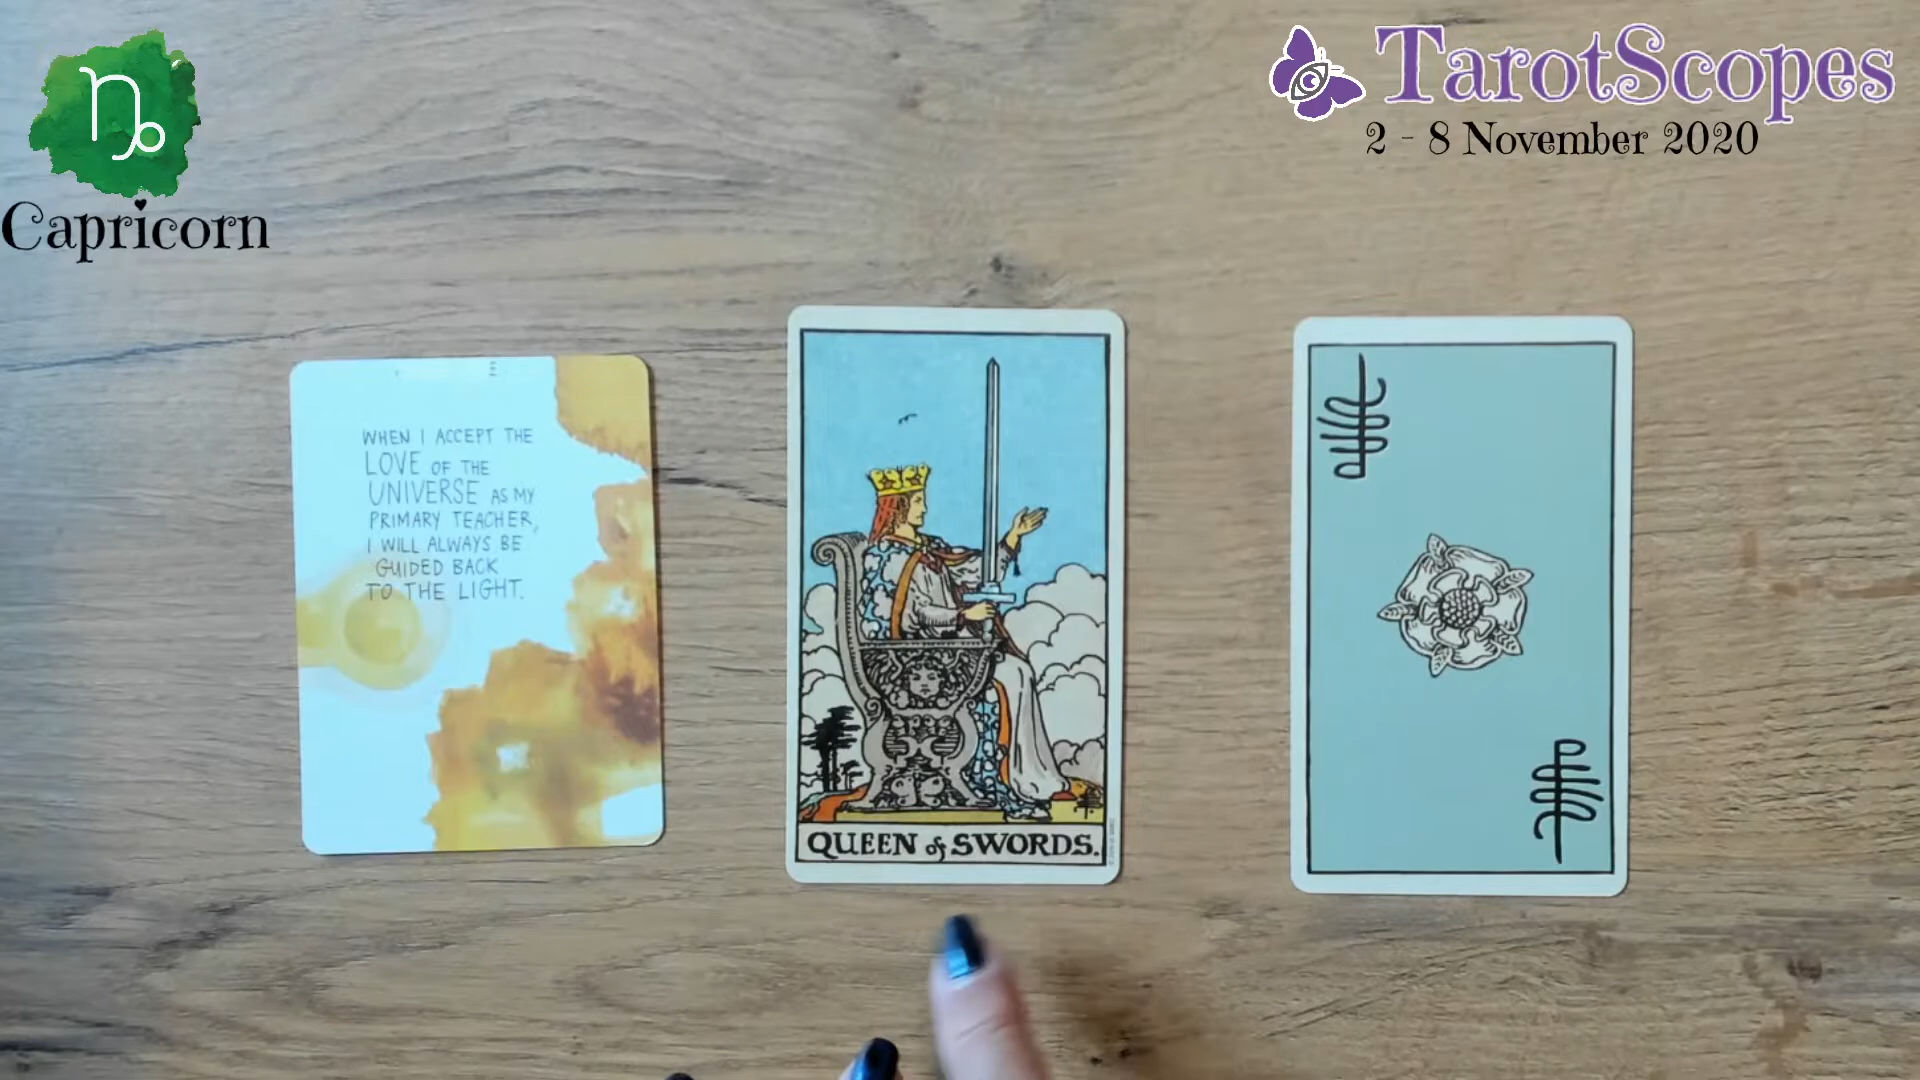 Capricorn
TarotScopes
2 - 8 November 2020
WHEN I ACCEPT THE
LOVE OF THE
UNIVERSE AS MY
PRIMARY TEACHER,
I WILL ALWAYS BE
GUIDED BACK
TO THE LIGHT.
QUEEN of SWORDS.